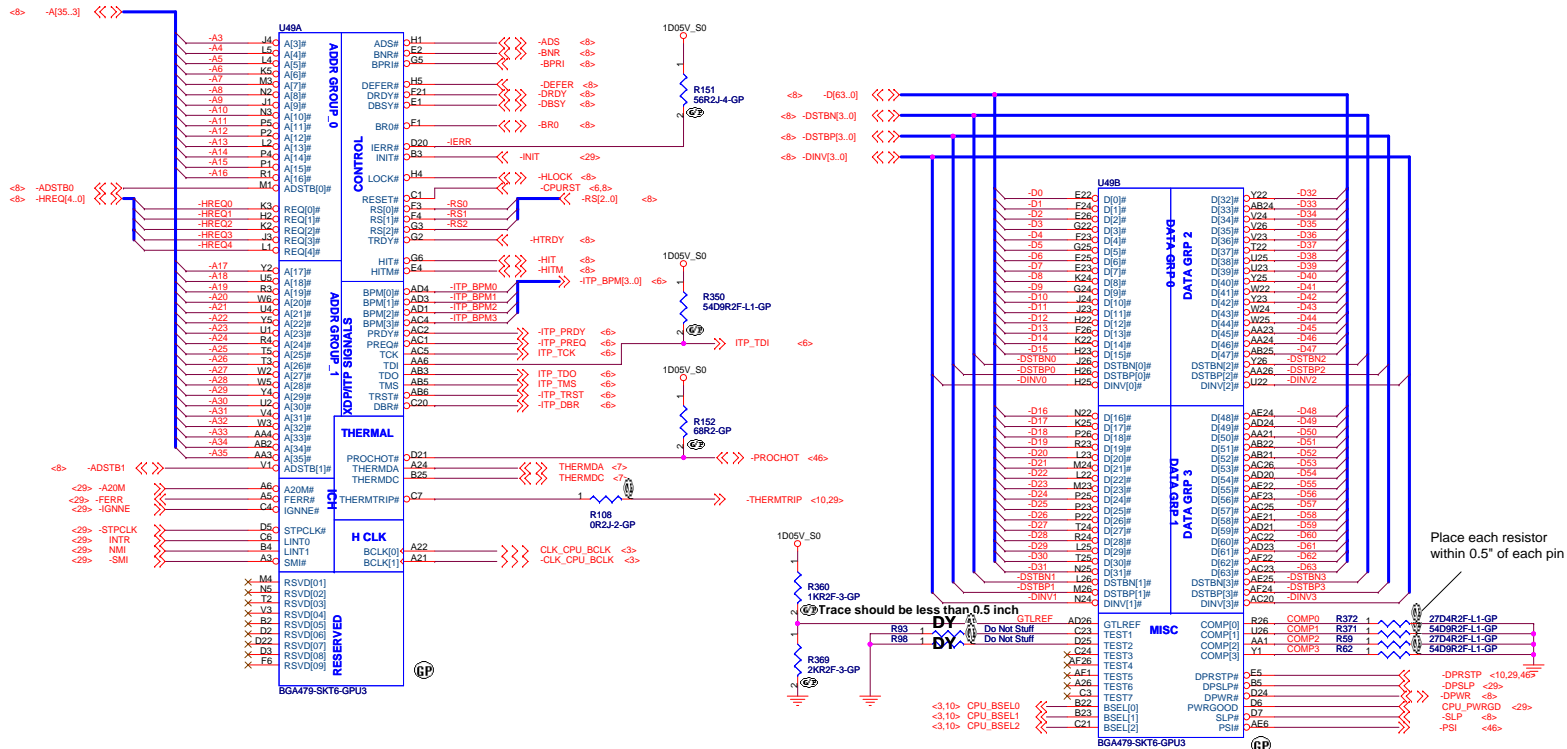 <8> -A[35..3]
U49A
-A3 J4 A[3]#
-A4 L5 A[4]#
-A5 L4 A[5]#
-A6 K5 A[6]#
-A7 M3 A[7]#
-A8 N2 A[8]#
-A9 J1 A[9]#
-A10 N3 A[10]#
-A11 P5 A[11]#
-A12 P2 A[12]#
-A13 L2 A[13]#
-A14 P4 A[14]#
-A15 P1 A[15]#
-A16 R1 A[16]#
<8> -ADSTB0 M1 ADSTB[0]#
<8> -HREQ[4..0]
-HREQ0 K3 REQ[0]#
-HREQ1 H2 REQ[1]#
-HREQ2 K2 REQ[2]#
-HREQ3 J3 REQ[3]#
-HREQ4 L1 REQ[4]#
-A17 Y2 A[17]#
-A18 U5 A[18]#
-A19 R3 A[19]#
-A20 W6 A[20]#
-A21 U4 A[21]#
-A22 Y5 A[22]#
-A23 U1 A[23]#
-A24 R4 A[24]#
-A25 T5 A[25]#
-A26 T3 A[26]#
-A27 W2 A[27]#
-A28 W5 A[28]#
-A29 Y4 A[29]#
-A30 U2 A[30]#
-A31 V4 A[31]#
-A32 W3 A[32]#
-A33 AA4 A[33]#
-A34 AB2 A[34]#
-A35 AA3 A[35]#
<8> -ADSTB1 V1 ADSTB[1]#
<29> -A20M A6 A20M#
<29> -FERR A5 FERR#
<29> -IGNNE C4 IGNNE#
<29> -STPCLK D5 STPCLK#
<29> INTR C6 LINT0
<29> NMI B4 LINT1
<29> -SMI A3 SMI#
M4 RSVD[01]
N5 RSVD[02]
T2 RSVD[03]
V3 RSVD[04]
B2 RSVD[05]
D2 RSVD[06]
D22 RSVD[07]
D3 RSVD[08]
F6 RSVD[09]
BGA479-SKT6-GPU3
ADDR GROUP_0
ADDR GROUP_1
CONTROL
XDP/ITP SIGNALS
THERMAL
ICH
H CLK
RESERVED
GP
ADS# H1 -ADS <8>
BNR# E2 -BNR <8>
BPRI# G5 -BPRI <8>
DEFER# H5 -DEFER <8>
DRDY# F21 -DRDY <8>
DBSY# E1 -DBSY <8>
BR0# F1 -BR0 <8>
IERR# D20 -IERR
INIT# B3 -INIT <29>
LOCK# H4 -HLOCK <8>
RESET# C1 -CPURST <6,8>
RS[0]# F3 -RS0 -RS[2..0] <8>
RS[1]# F4 -RS1
RS[2]# G3 -RS2
TRDY# G2 -HTRDY <8>
HIT# G6 -HIT <8>
HITM# E4 -HITM <8>
BPM[0]# AD4 -ITP_BPM0 -ITP_BPM[3..0] <6>
BPM[1]# AD3 -ITP_BPM1
BPM[2]# AD1 -ITP_BPM2
BPM[3]# AC4 -ITP_BPM3
PRDY# AC2 -ITP_PRDY <6>
PREQ# AC1 -ITP_PREQ <6>
TCK AC5 ITP_TCK <6>
TDI AA6 ITP_TDI <6>
TDO AB3 ITP_TDO <6>
TMS AB5 ITP_TMS <6>
TRST# AB6 -ITP_TRST <6>
DBR# C20 -ITP_DBR <6>
PROCHOT# D21 -PROCHOT <46>
THERMDA A24 THERMDA <7>
THERMDC B25 THERMDC <7>
THERMTRIP# C7 -THERMTRIP <10,29>
1 R108 0R2J-2-GP
BCLK[0] A22 CLK_CPU_BCLK <3>
BCLK[1] A21 -CLK_CPU_BCLK <3>
1D05V_S0
1 R151 56R2J-4-GP 2
1D05V_S0
1 R350 54D9R2F-L1-GP 2
1D05V_S0
1 R152 68R2-GP 2
1D05V_S0
1 R360 1KR2F-3-GP
Trace should be less than 0.5 inch
1 R369 2KR2F-3-GP 2
<8> -D[63..0]
<8> -DSTBN[3..0]
<8> -DSTBP[3..0]
<8> -DINV[3..0]
U49B
-D0 E22 D[0]# D[32]# Y22 -D32
-D1 F24 D[1]# D[33]# AB24 -D33
-D2 E26 D[2]# D[34]# V24 -D34
-D3 G22 D[3]# D[35]# V26 -D35
-D4 F23 D[4]# D[36]# V23 -D36
-D5 G25 D[5]# D[37]# T22 -D37
-D6 E25 D[6]# D[38]# U25 -D38
-D7 E23 D[7]# D[39]# U23 -D39
-D8 K24 D[8]# D[40]# Y25 -D40
-D9 G24 D[9]# D[41]# W22 -D41
-D10 J24 D[10]# D[42]# Y23 -D42
-D11 J23 D[11]# D[43]# W24 -D43
-D12 H22 D[12]# D[44]# W25 -D44
-D13 F26 D[13]# D[45]# AA23 -D45
-D14 K22 D[14]# D[46]# AA24 -D46
-D15 H23 D[15]# D[47]# AB25 -D47
-DSTBN0 J26 DSTBN[0]# DSTBN[2]# Y26 -DSTBN2
-DSTBP0 H26 DSTBP[0]# DSTBP[2]# AA26 -DSTBP2
-DINV0 H25 DINV[0]# DINV[2]# U22 -DINV2
DATA GRP 0
DATA GRP 2
-D16 N22 D[16]# D[48]# AE24 -D48
-D17 K25 D[17]# D[49]# AD24 -D49
-D18 P26 D[18]# D[50]# AA21 -D50
-D19 R23 D[19]# D[51]# AB22 -D51
-D20 L23 D[20]# D[52]# AB21 -D52
-D21 M24 D[21]# D[53]# AC26 -D53
-D22 L22 D[22]# D[54]# AD20 -D54
-D23 M23 D[23]# D[55]# AE22 -D55
-D24 P25 D[24]# D[56]# AF23 -D56
-D25 P23 D[25]# D[57]# AC25 -D57
-D26 P22 D[26]# D[58]# AE21 -D58
-D27 T24 D[27]# D[59]# AD21 -D59
-D28 R24 D[28]# D[60]# AC22 -D60
-D29 L25 D[29]# D[61]# AD23 -D61
-D30 T25 D[30]# D[62]# AF22 -D62
-D31 N25 D[31]# D[63]# AC23 -D63
-DSTBN1 L26 DSTBN[1]# DSTBN[3]# AE25 -DSTBN3
-DSTBP1 M26 DSTBP[1]# DSTBP[3]# AF24 -DSTBP3
-DINV1 N24 DINV[1]# DINV[3]# AC20 -DINV3
DATA GRP 1
DATA GRP 3
Place each resistor
within 0.5" of each pin
MISC
GTLREF AD26 GTLREF COMP[0] R26 COMP0 R372 1 27D4R2F-L1-GP
R93 1 DY Do Not Stuff C23 TEST1 COMP[1] U26 COMP1 R371 1 54D9R2F-L1-GP
R98 1 DY Do Not Stuff D25 TEST2 COMP[2] AA1 COMP2 R59 1 27D4R2F-L1-GP
C24 TEST3 COMP[3] Y1 COMP3 R62 1 54D9R2F-L1-GP
AF26 TEST4
AF1 TEST5 DPRSTP# E5 -DPRSTP <10,29,46>
A26 TEST6 DPSLP# B5 -DPSLP <29>
C3 TEST7 DPWR# D24 -DPWR <8>
<3,10> CPU_BSEL0 B22 BSEL[0] PWRGOOD D6 CPU_PWRGD <29>
<3,10> CPU_BSEL1 B23 BSEL[1] SLP# D7 -SLP <8>
<3,10> CPU_BSEL2 C21 BSEL[2] PSI# AE6 -PSI <46>
BGA479-SKT6-GPU3
GP